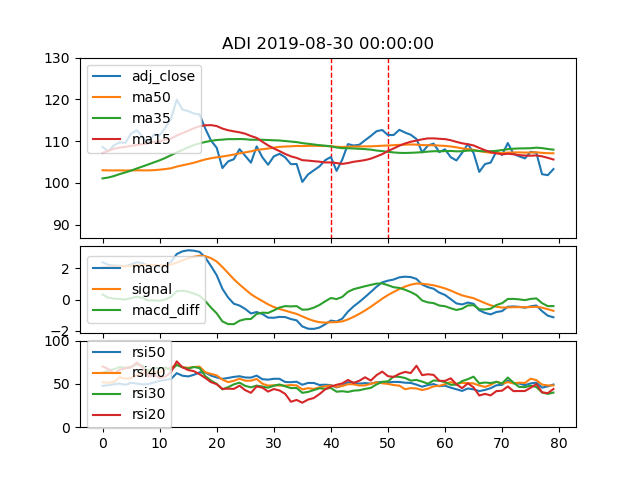 ADI 2019-08-30 00:00:00
130
120
110
100
90
adj_close
ma50
ma35
ma15
2
0
−2
macd
signal
macd_diff
100
50
0
rsi50
rsi40
rsi30
rsi20
0 10 20 30 40 50 60 70 80